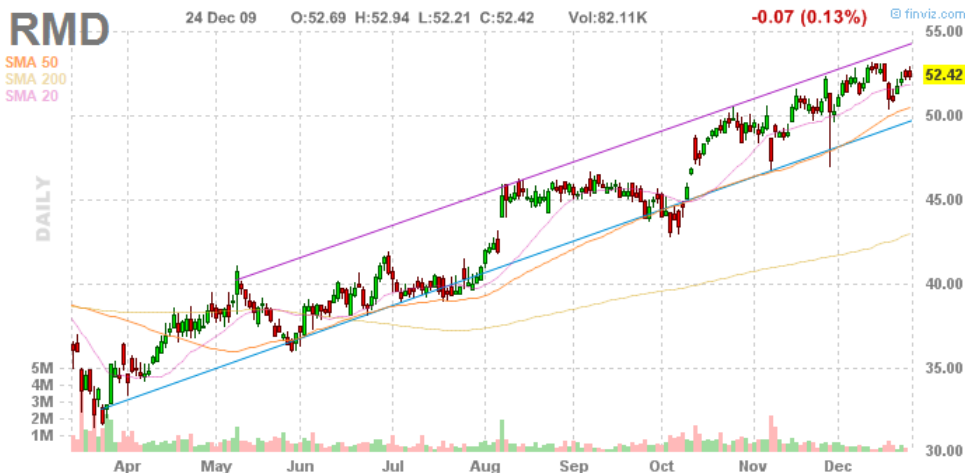 RMD 24 Dec 09 O:52.69 H:52.94 L:52.21 C:52.42 Vol:82.11K -0.07 (0.13%) © finviz.com
SMA 50
SMA 200
SMA 20
DAILY
55.00
52.42
50.00
45.00
40.00
5M 35.00
4M
3M
2M
1M
30.00
Apr May Jun Jul Aug Sep Oct Nov Dec